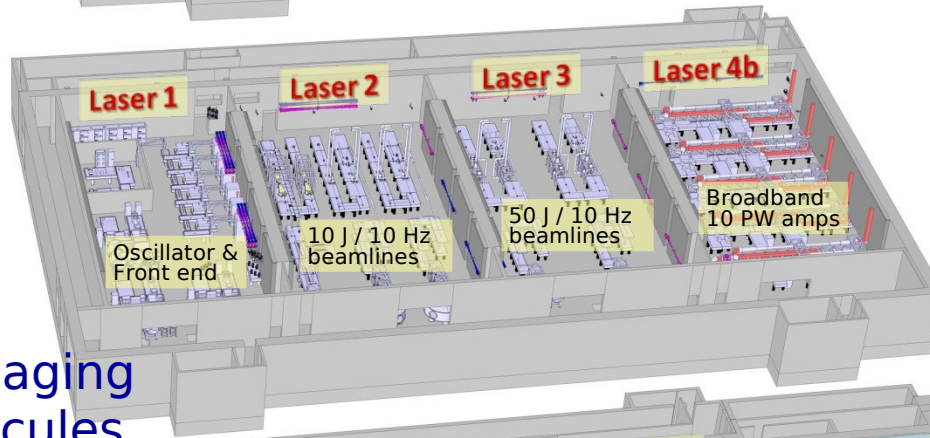 Laser 1
Laser 2
Laser 3
Laser 4b
Oscillator &
Front end
10 J / 10 Hz
beamlines
50 J / 10 Hz
beamlines
Broadband
10 PW amps
aging
cules